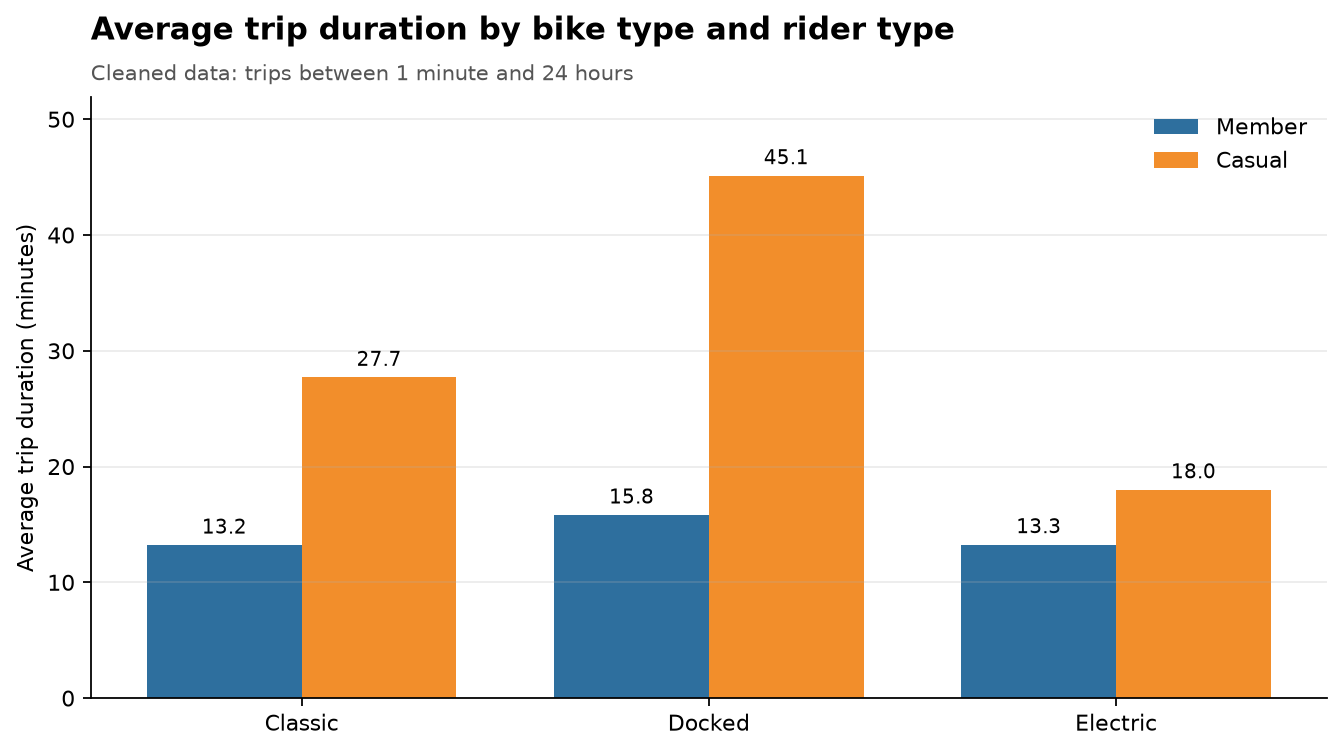 Average trip duration by bike type and rider type
Cleaned data: trips between 1 minute and 24 hours
Average trip duration (minutes)
50
40
30
20
10
0
Member
Casual
13.2
27.7
15.8
45.1
13.3
18.0
Classic
Docked
Electric